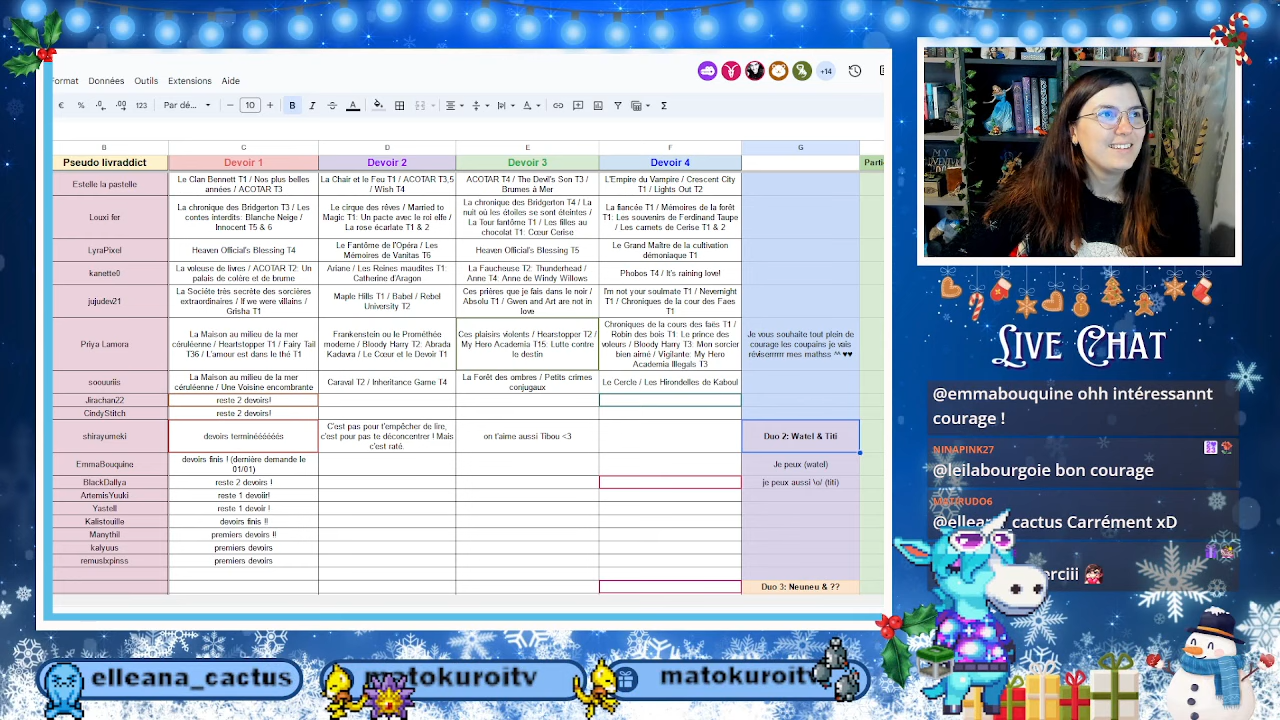 Format Données Outils Extensions Aide
+14
€ % .0 .00 123 Par dé... 10 B I A Σ
B C D E F G
Pseudo livraddict Devoir 1 Devoir 2 Devoir 3 Devoir 4 Parti
Estelle la pastelle
Le Clan Bennett T1 / Nos plus belles
années / ACOTAR T3
La Chair et le Feu T1 / ACOTAR T3,5
/ Wish T4
ACOTAR T4 / The Devil's Son T3 /
Brumes à Mer
L'Empire du Vampire / Crescent City
T1 / Lights Out T2
Louxi fer
La chronique des Bridgerton T3 / Les
contes interdits: Blanche Neige /
Innocent T5 & 6
Le cirque des rêves / Married to
Magic T1: Un pacte avec le roi elfe /
La rose écarlate T1 & 2
La chronique des Bridgerton T4 / La
nuit où les étoiles se sont éteintes /
La Tour fantôme T1 / Les filles au
chocolat T1: Cœur Cerise
La fiancée T1 / Mémoires de la forêt
T1: Les souvenirs de Ferdinand Taupe
/ Les carnets de Cerise T1 & 2
LyraPixel
Heaven Official's Blessing T4
Le Fantôme de l'Opéra / Les
Mémoires de Vanitas T6
Heaven Official's Blessing T5
Le Grand Maître de la cultivation
démoniaque T1
kanette0
La voleuse de livres / ACOTAR T2: Un
palais de colère et de brume
Ariane / Les Reines maudites T1:
Catherine d'Aragon
La Faucheuse T2: Thunderhead /
Anne T4: Anne de Windy Willows
Phobos T4 / It's raining love!
jujudev21
La Société très secrète des sorcières
extraordinaires / If we were villains /
Grisha T1
Maple Hills T1 / Babel / Rebel
University T2
Ces prières que je fais dans le noir /
Absolu T1 / Gwen and Art are not in
love
I'm not your soulmate T1 / Nevernight
T1 / Chroniques de la cour des Faes
T1
Priya Lamora
La Maison au milieu de la mer
céruléenne / Heartstopper T1 / Fairy Tail
T36 / L'amour est dans le thé T1
Frankenstein ou le Prométhée
moderne / Bloody Harry T2: Abrada
Kadavra / Le Cœur et le Devoir T1
Ces plaisirs violents / Hearstopper T2 /
My Hero Academia T15: Lutte contre
le destin
Chroniques de la cour des faës T1 /
Robin des bois T1: Le prince des
voleurs / Bloody Harry T3: Mon sorcier
bien aimé / Vigilante: My Hero
Academia Illegals T3
Je vous souhaite tout plein de
courage les coupains je vais
réviserrrrr mes mathss ^^ ♥♥
soouuriis
La Maison au milieu de la mer
céruléenne / Une Voisine encombrante
Caraval T2 / Inheritance Game T4
La Forêt des ombres / Petits crimes
conjugaux
Le Cercle / Les Hirondelles de Kaboul
Jirachan22 reste 2 devoirs!
CindyStitch reste 2 devoirs!
shirayumeki devoirs terminéééééés
C'est pas pour t'empêcher de lire,
c'est pour pas te déconcentrer ! Mais
c'est raté.
on t'aime aussi Tibou <3
Duo 2: Watel & Titi
EmmaBouquine
devoirs finis ! (dernière demande le
01/01)
Je peux (watel)
BlackDallya reste 2 devoirs ! je peux aussi \o/ (titi)
ArtemisYuuki reste 1 devoir!
Yastell reste 1 devoir !
Kalistouille devoirs finis !!
Manythil premiers devoirs !!
kalyuus premiers devoirs
remuslxpinss premiers devoirs
Duo 3: Neuneu & ??
LIVE CHAT
@emmabouquine ohh intéressannt
courage !
NINAPINK27
@leilabourgoie bon courage
@elleana_cactus Carrément xD
erciii
elleana_cactus
matokuroitv
matokuroitv